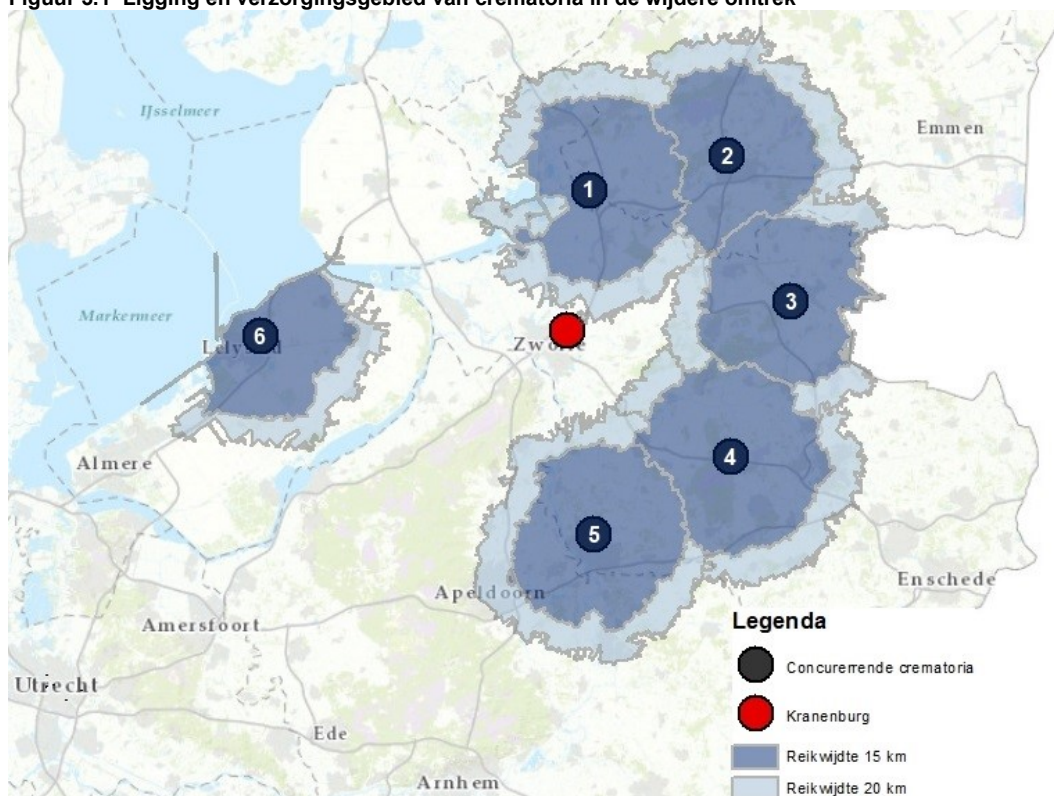 Figuur 3.1 Ligging en verzorgingsgebied van crematoria in de wijdere omtrek
IJsselmeer
Emmen
2
1
3
Markermeer
6
Lelystad
Zwolle
4
Almere
5
Enschede
Apeldoorn
Amersfoort
Utrecht
Ede
Arnhem
Legenda
Concurerrende crematoria
Kranenburg
Reikwijdte 15 km
Reikwijdte 20 km